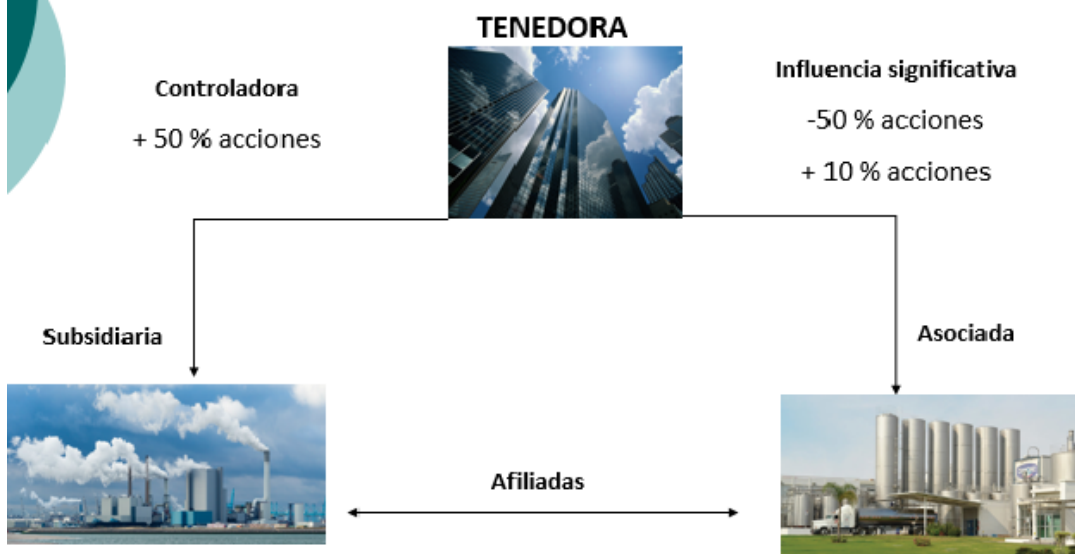 TENEDORA
Controladora
+ 50 % acciones
Influencia significativa
-50 % acciones
+ 10 % acciones
Subsidiaria
Asociada
Afiliadas